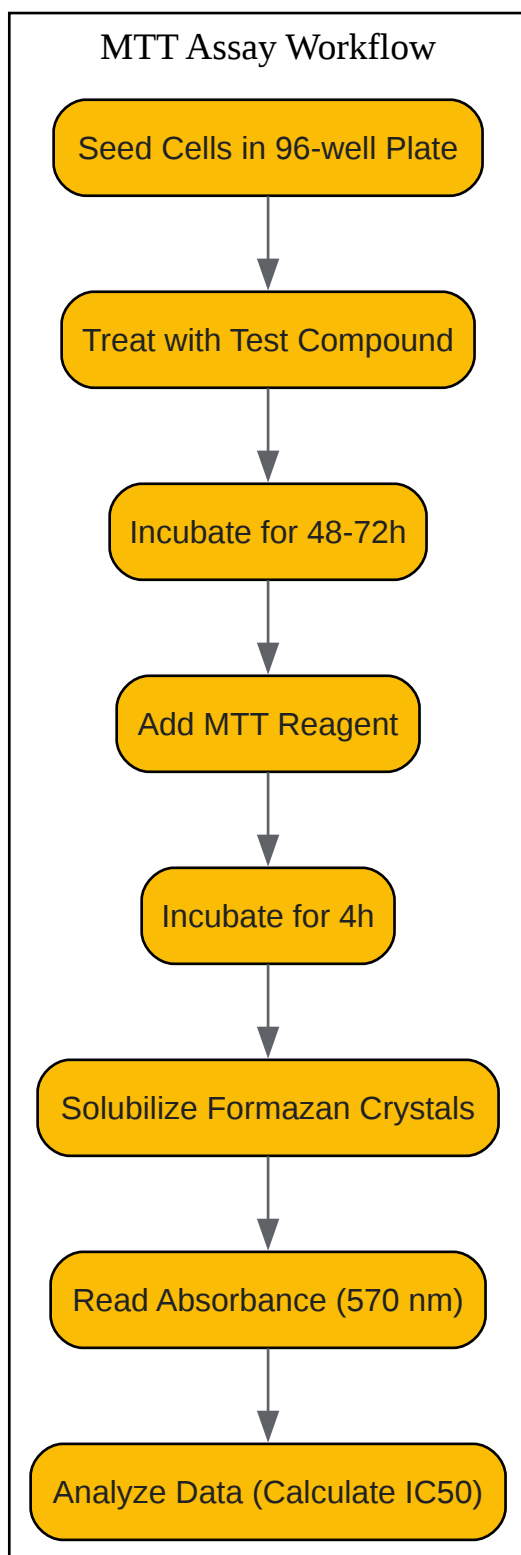 MTT Assay Workflow
Seed Cells in 96-well Plate
Treat with Test Compound
Incubate for 48-72h
Add MTT Reagent
Incubate for 4h
Solubilize Formazan Crystals
Read Absorbance (570 nm)
Analyze Data (Calculate IC50)